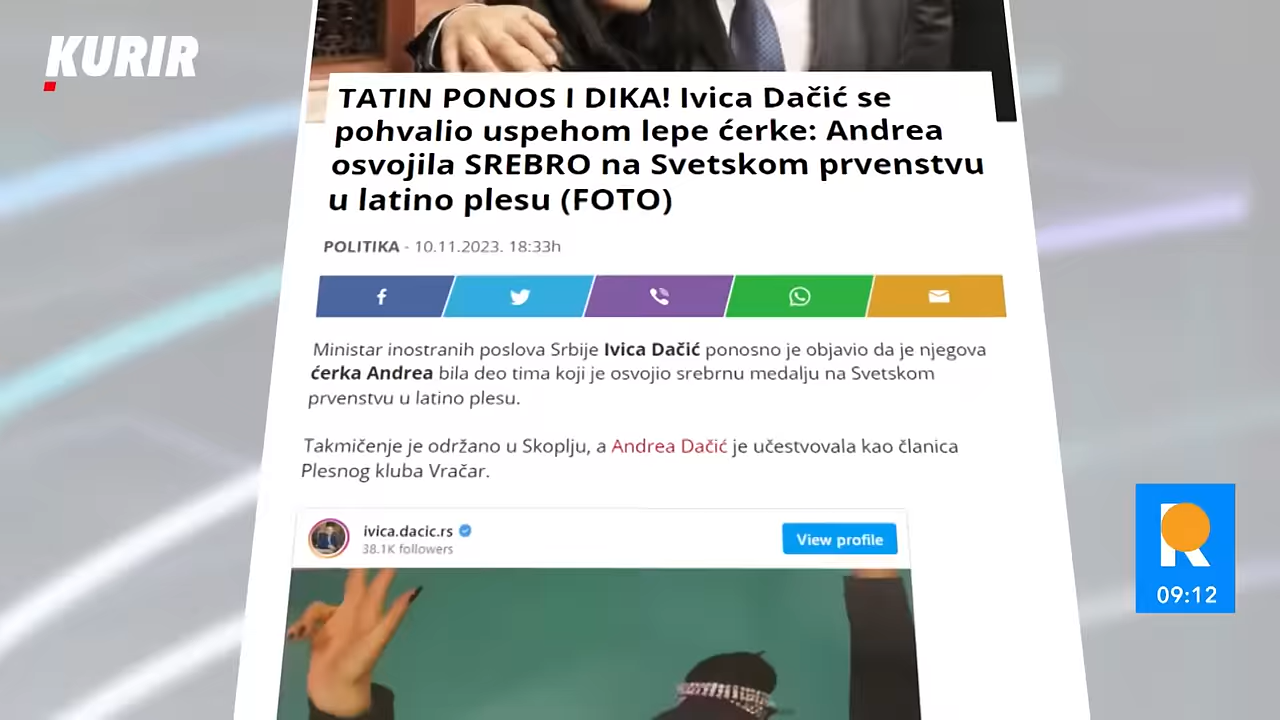 KURIR
TATIN PONOS I DIKA! Ivica Dačić se
pohvalio uspehom lepe ćerke: Andrea
osvojila SREBRO na Svetskom prvenstvu
u latino plesu (FOTO)
POLITIKA - 10.11.2023. 18:33h
Ministar inostranih poslova Srbije Ivica Dačić ponosno je objavio da je njegova
ćerka Andrea bila deo tima koji je osvojio srebrnu medalju na Svetskom
prvenstvu u latino plesu.
Takmičenje je održano u Skoplju, a Andrea Dačić je učestvovala kao članica
Plesnog kluba Vračar.
ivica.dacic.rs
38.1K followers
View profile
R
09:12